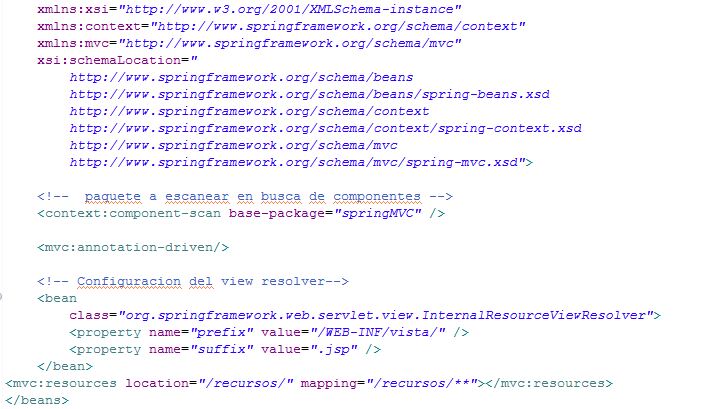 xmlns:xsi="http://www.w3.org/2001/XMLSchema-instance"
xmlns:context="http://www.springframework.org/schema/context"
xmlns:mvc="http://www.springframework.org/schema/mvc"
xsi:schemaLocation="
http://www.springframework.org/schema/beans
http://www.springframework.org/schema/beans/spring-beans.xsd
http://www.springframework.org/schema/context
http://www.springframework.org/schema/context/spring-context.xsd
http://www.springframework.org/schema/mvc
http://www.springframework.org/schema/mvc/spring-mvc.xsd">
<!--  paquete a escanear en busca de componentes -->
<context:component-scan base-package="springMVC" />
<mvc:annotation-driven/>
<!-- Configuracion del view resolver-->
<bean
class="org.springframework.web.servlet.view.InternalResourceViewResolver">
<property name="prefix" value="/WEB-INF/vista/" />
<property name="suffix" value=".jsp" />
</bean>
<mvc:resources location="/recursos/" mapping="/recursos/**"></mvc:resources>
</beans>